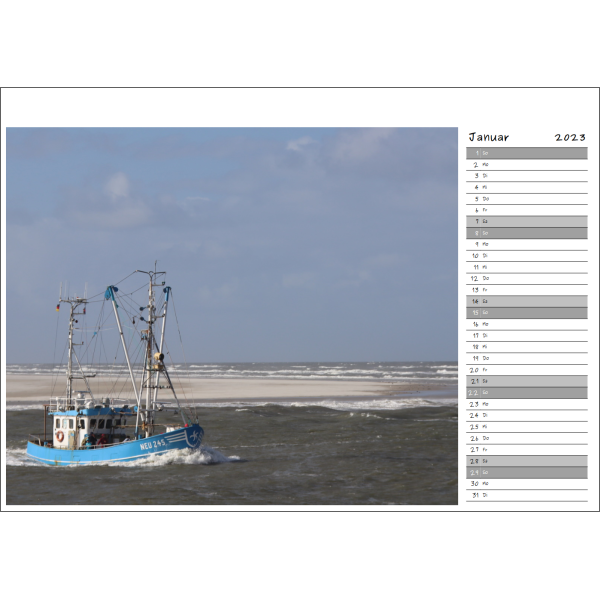 NEU 245
Januar 2023
1 So
2 Mo
3 Di
4 Mi
5 Do
6 Fr
7 Sa
8 So
9 Mo
10 Di
11 Mi
12 Do
13 Fr
14 Sa
15 So
16 Mo
17 Di
18 Mi
19 Do
20 Fr
21 Sa
22 So
23 Mo
24 Di
25 Mi
26 Do
27 Fr
28 Sa
29 So
30 Mo
31 Di